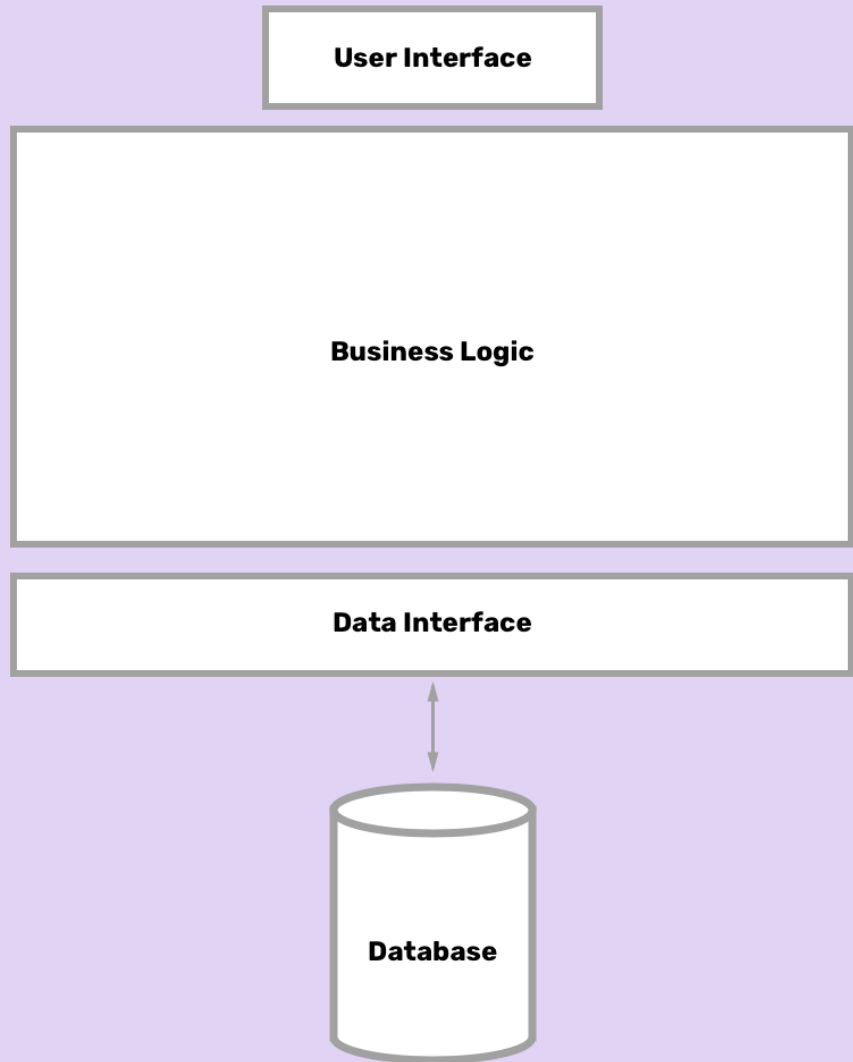 User Interface
Business Logic
Data Interface
Database